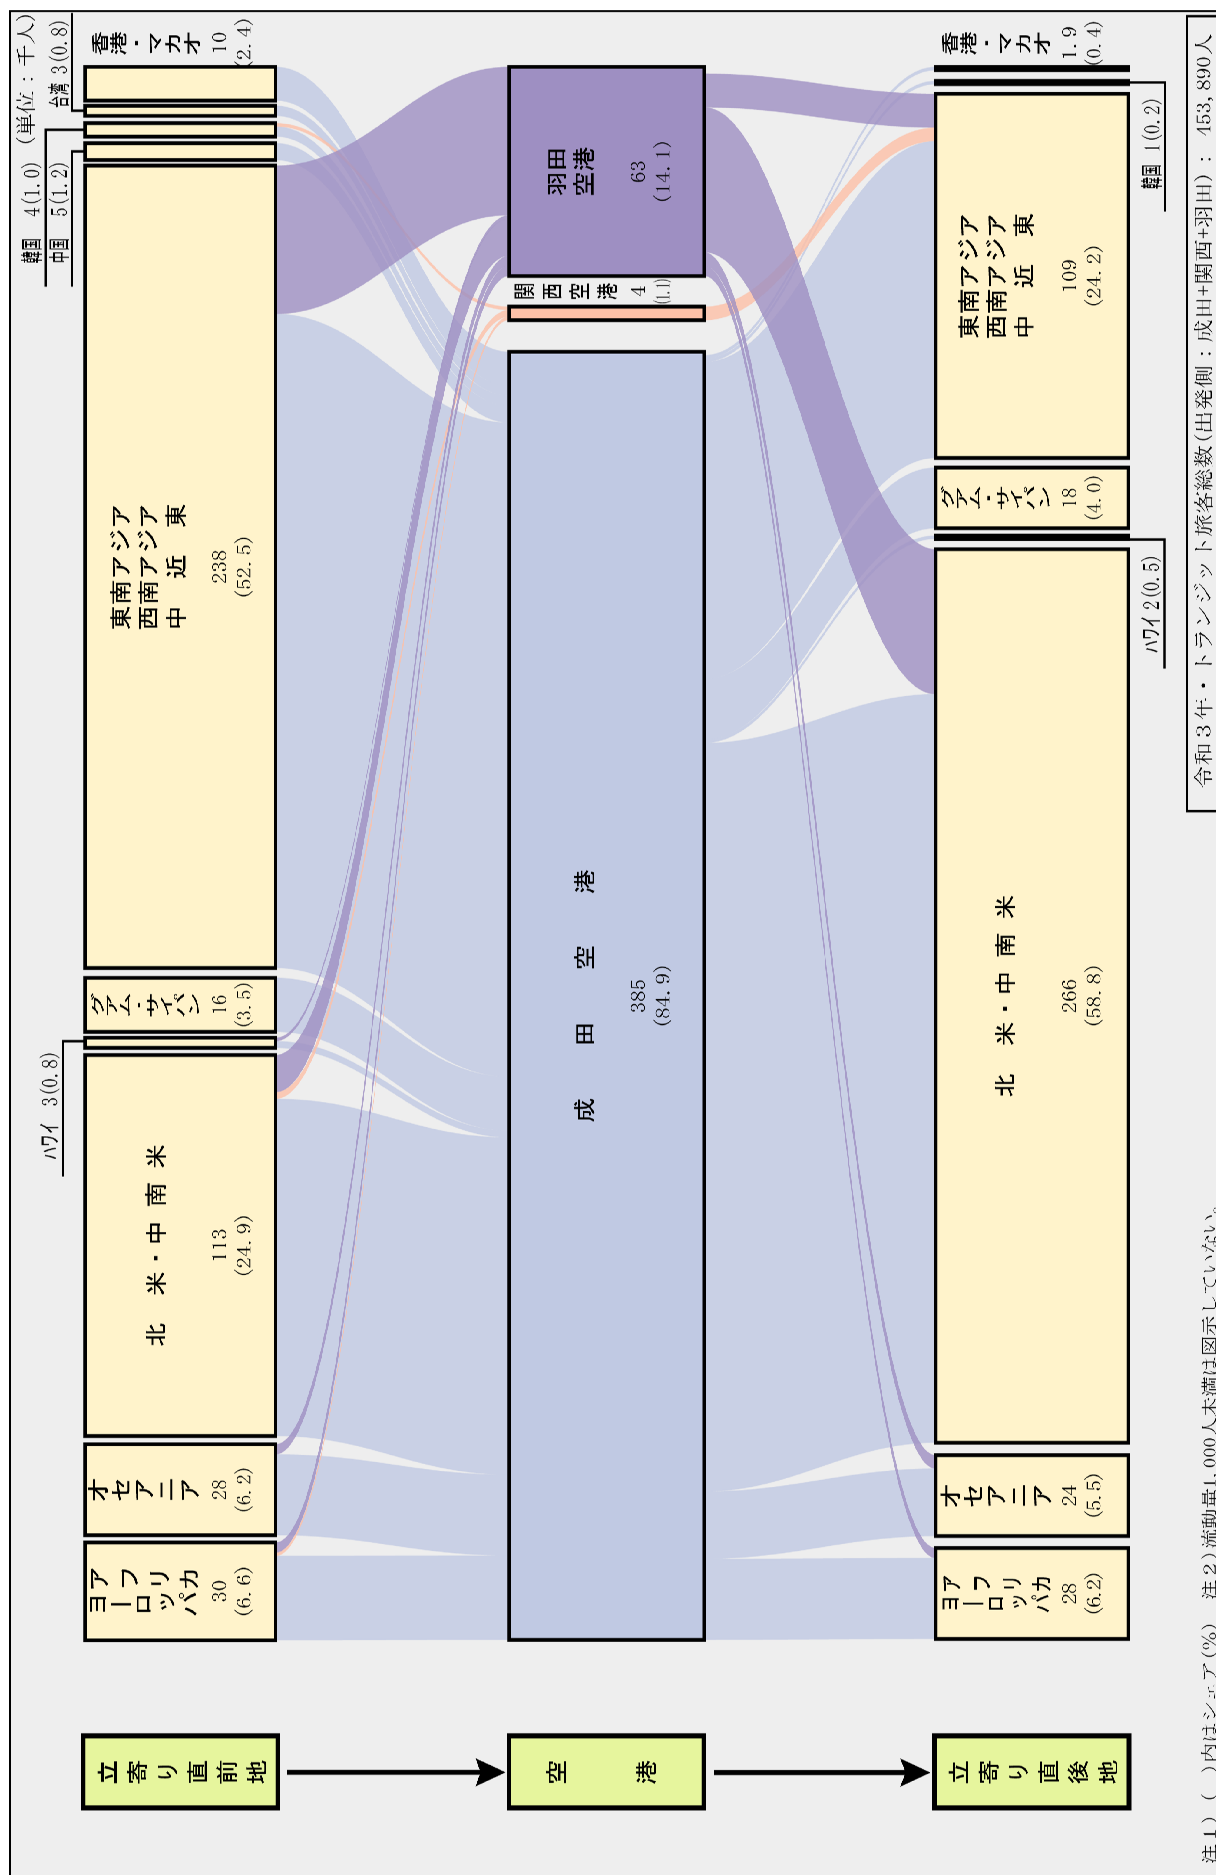 (単位：千人)
立寄り直前地
ヨーロッパ
アフリカ
30
(6.6)
オセアニア
28
(6.2)
北米・中南米
113
(24.9)
ハワイ 3(0.8)
グアム・サイパン
16
(3.5)
東南アジア
西南アジア
中近東
238
(52.5)
中国 5(1.2)
韓国 4(1.0)
台湾 3(0.8)
香港・マカオ
10
(2.4)
空港
成田空港
385
(84.9)
関西空港
4
(1.1)
羽田
空港
63
(14.1)
立寄り直後地
ヨーロッパ
アフリカ
28
(6.2)
オセアニア
24
(5.5)
北米・中南米
266
(58.8)
ハワイ 2(0.5)
グアム・サイパン
18
(4.0)
東南アジア
西南アジア
中近東
109
(24.2)
韓国 1(0.2)
香港・マカオ
1.9
(0.4)
令和3年・トランジット旅客総数(出発側：成田+関西+羽田)： 453,890人
注1) ( )内はシェア(%) 注2)流動量1,000人未満は図示していない。